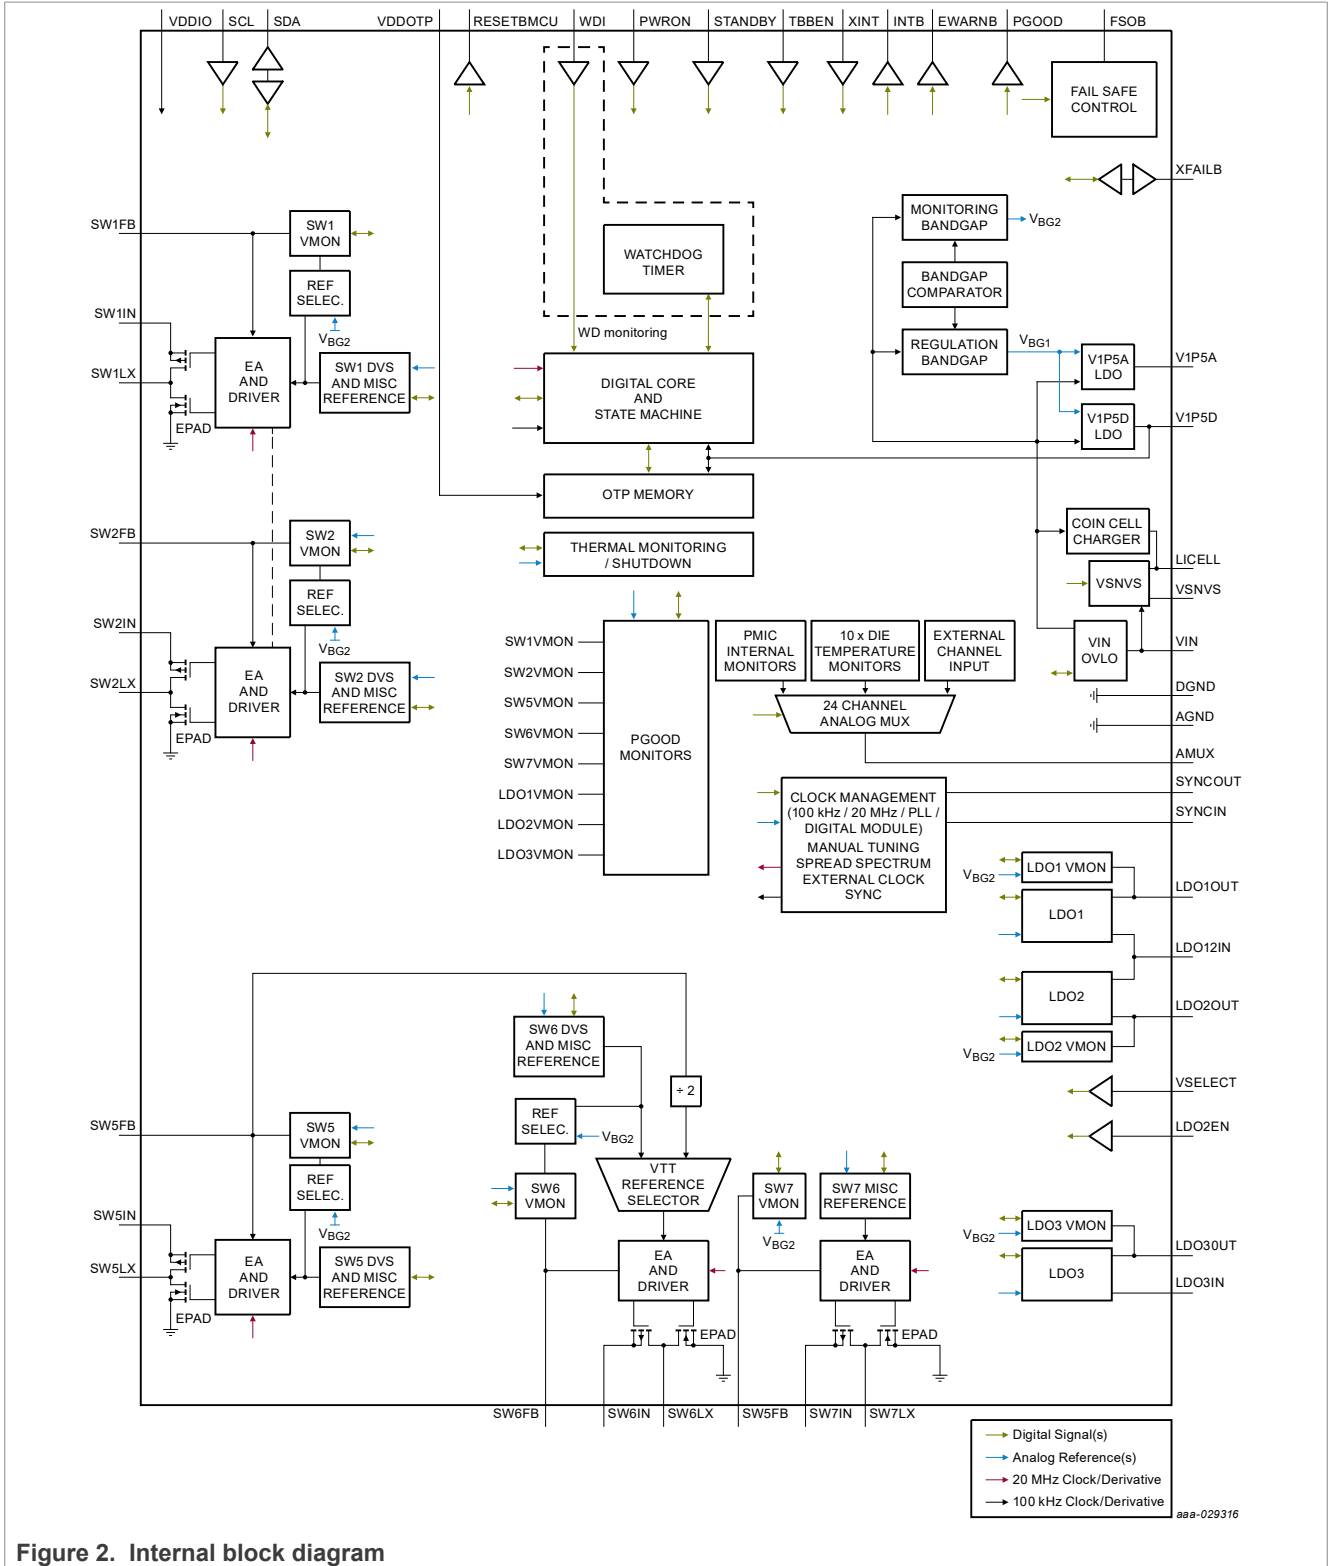 VDDIO SCL SDA VDDOTP RESETBMCU WDI PWRON STANDBY TBBEN XINT INTB EWARNB PGOOD FSOB
FAIL SAFE
CONTROL
XFAILB
SW1FB
SW1
VMON
REF
SELEC.
VBG2
SW1IN
SW1LX
EA
AND
DRIVER
EPAD
SW1 DVS
AND MISC
REFERENCE
WATCHDOG
TIMER
WD monitoring
DIGITAL CORE
AND
STATE MACHINE
OTP MEMORY
THERMAL MONITORING
/ SHUTDOWN
MONITORING
BANDGAP
VBG2
BANDGAP
COMPARATOR
REGULATION
BANDGAP
VBG1
V1P5A
LDO
V1P5A
V1P5D
LDO
V1P5D
SW2FB
SW2
VMON
REF
SELEC.
VBG2
SW2IN
SW2LX
EA
AND
DRIVER
EPAD
SW2 DVS
AND MISC
REFERENCE
COIN CELL
CHARGER
LICELL
VSNVS
VSNVS
VIN
OVLO
VIN
DGND
AGND
AMUX
SW1VMON
SW2VMON
SW5VMON
SW6VMON
SW7VMON
LDO1VMON
LDO2VMON
LDO3VMON
PGOOD
MONITORS
PMIC
INTERNAL
MONITORS
10 x DIE
TEMPERATURE
MONITORS
EXTERNAL
CHANNEL
INPUT
24 CHANNEL
ANALOG MUX
CLOCK MANAGEMENT
(100 kHz / 20 MHz / PLL /
DIGITAL MODULE)
MANUAL TUNING
SPREAD SPECTRUM
EXTERNAL CLOCK
SYNC
SYNCOUT
SYNCIN
LDO1 VMON
VBG2
LDO1OUT
LDO1
LDO12IN
LDO2
LDO2OUT
LDO2 VMON
VBG2
VSELECT
LDO2EN
LDO3 VMON
VBG2
LDO30UT
LDO3
LDO3IN
SW5FB
SW5
VMON
REF
SELEC.
VBG2
SW5IN
SW5LX
EA
AND
DRIVER
EPAD
SW5 DVS
AND MISC
REFERENCE
SW6 DVS
AND MISC
REFERENCE
÷ 2
REF
SELEC.
VBG2
SW6
VMON
VTT
REFERENCE
SELECTOR
EA
AND
DRIVER
EPAD
SW7
VMON
VBG2
SW7 MISC
REFERENCE
EA
AND
DRIVER
EPAD
SW6FB SW6IN SW6LX SW5FB SW7IN SW7LX
Digital Signal(s)
Analog Reference(s)
20 MHz Clock/Derivative
100 kHz Clock/Derivative
aaa-029316
Figure 2. Internal block diagram